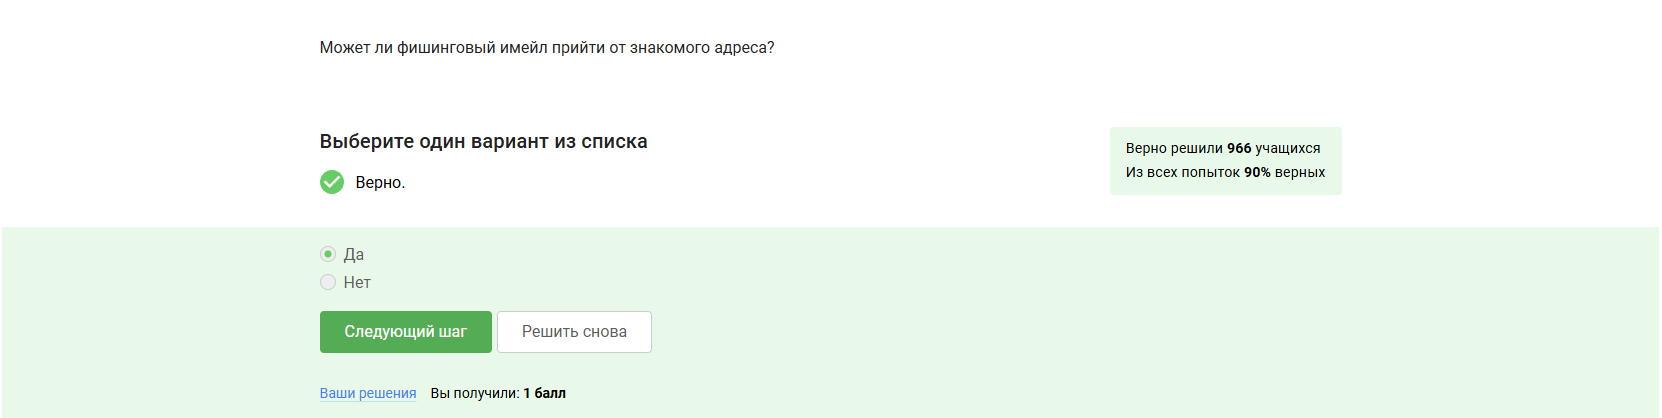 Может ли фишинговый имейл прийти от знакомого адреса?
Выберите один вариант из списка
Верно.
Верно решили 966 учащихся
Из всех попыток 90% верных
Да
Нет
Следующий шаг Решить снова
Ваши решения Вы получили: 1 балл